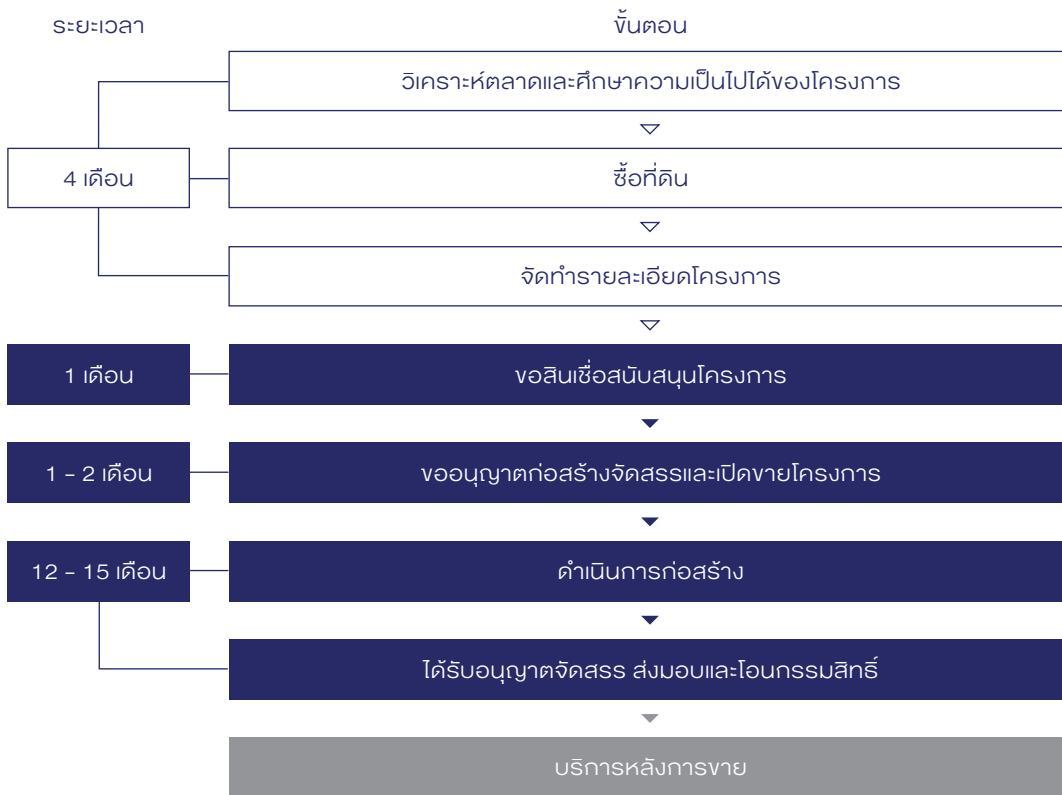 ระยะเวลา
ขั้นตอน
วิเคราะห์ตลาดและศึกษาความเป็นไปได้ของโครงการ
4 เดือน
ซื้อที่ดิน
จัดทำรายละเอียดโครงการ
1 เดือน
ขอสินเชื่อสนับสนุนโครงการ
1 – 2 เดือน
ขออนุญาตก่อสร้างจัดสรรและเปิดขายโครงการ
12 – 15 เดือน
ดำเนินการก่อสร้าง
ได้รับอนุญาตจัดสรร ส่งมอบและโอนกรรมสิทธิ์
บริการหลังการขาย